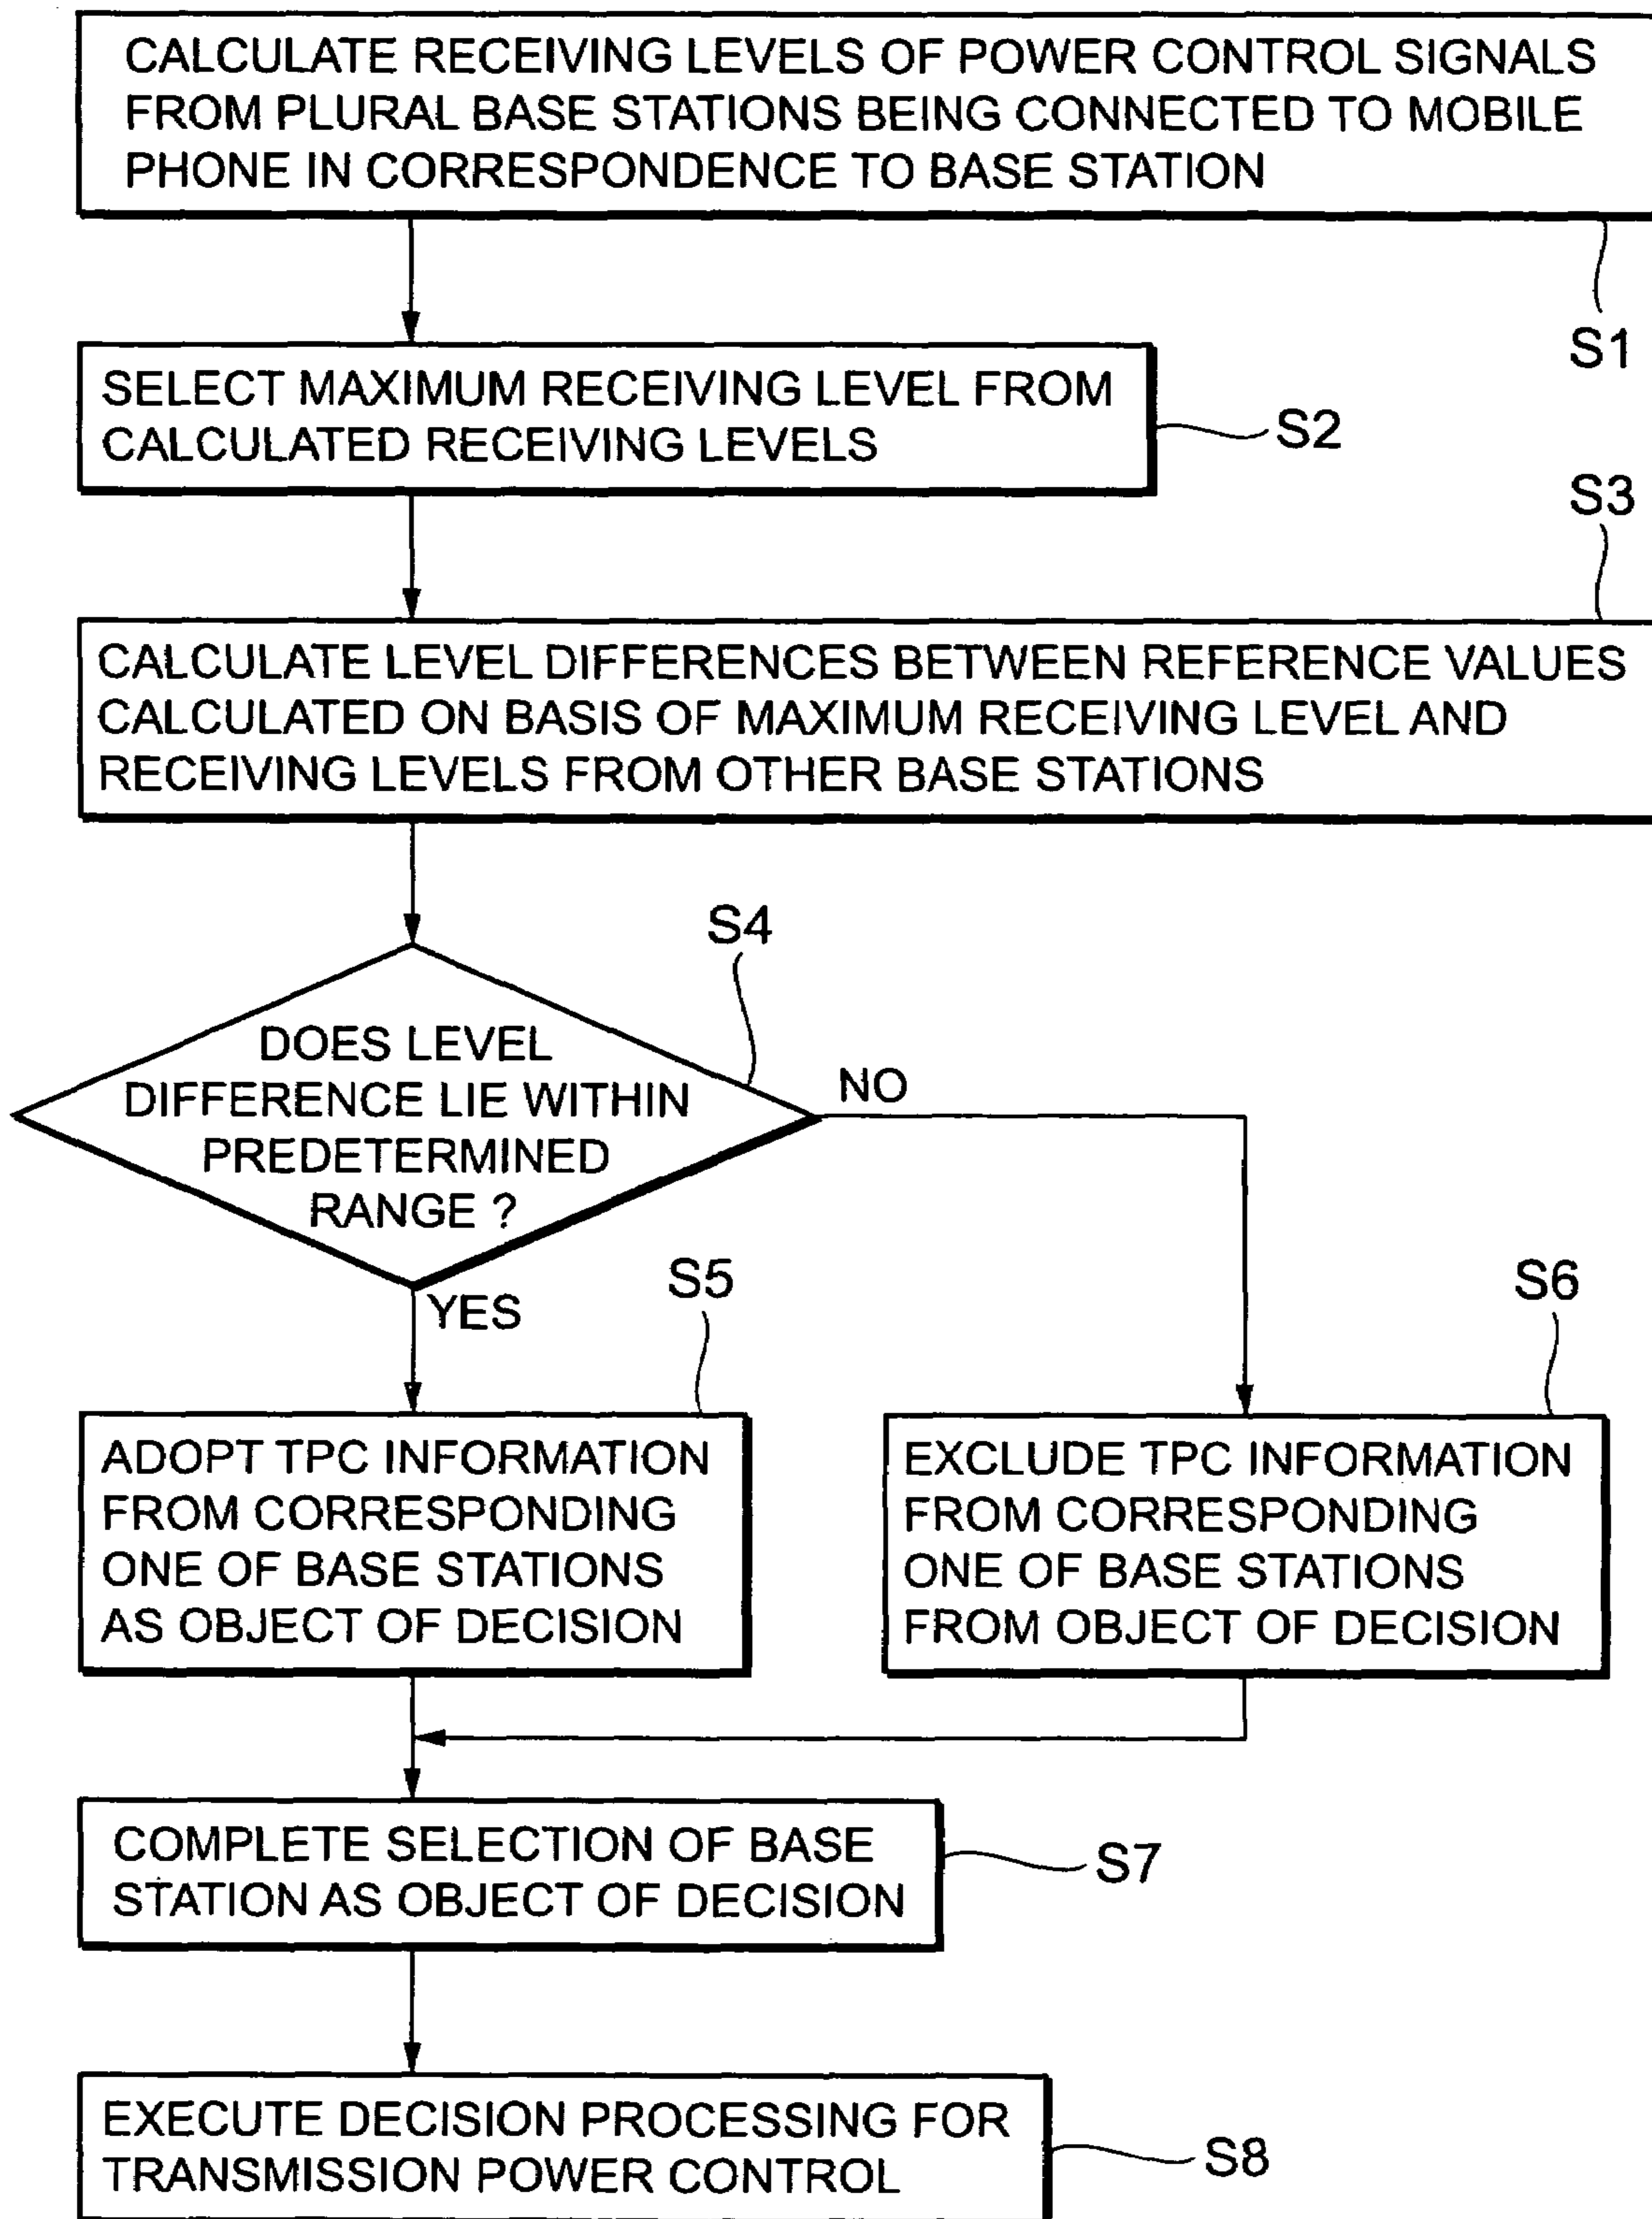 CALCULATE RECEIVING LEVELS OF POWER CONTROL SIGNALS
FROM PLURAL BASE STATIONS BEING CONNECTED TO MOBILE
PHONE IN CORRESPONDENCE TO BASE STATION
S1
SELECT MAXIMUM RECEIVING LEVEL FROM
CALCULATED RECEIVING LEVELS
S2
S3
CALCULATE LEVEL DIFFERENCES BETWEEN REFERENCE VALUES
CALCULATED ON BASIS OF MAXIMUM RECEIVING LEVEL AND
RECEIVING LEVELS FROM OTHER BASE STATIONS
S4
DOES LEVEL
DIFFERENCE LIE WITHIN
PREDETERMINED
RANGE ?
NO
YES
S5
ADOPT TPC INFORMATION
FROM CORRESPONDING
ONE OF BASE STATIONS
AS OBJECT OF DECISION
S6
EXCLUDE TPC INFORMATION
FROM CORRESPONDING
ONE OF BASE STATIONS
FROM OBJECT OF DECISION
COMPLETE SELECTION OF BASE
STATION AS OBJECT OF DECISION
S7
EXECUTE DECISION PROCESSING FOR
TRANSMISSION POWER CONTROL
S8